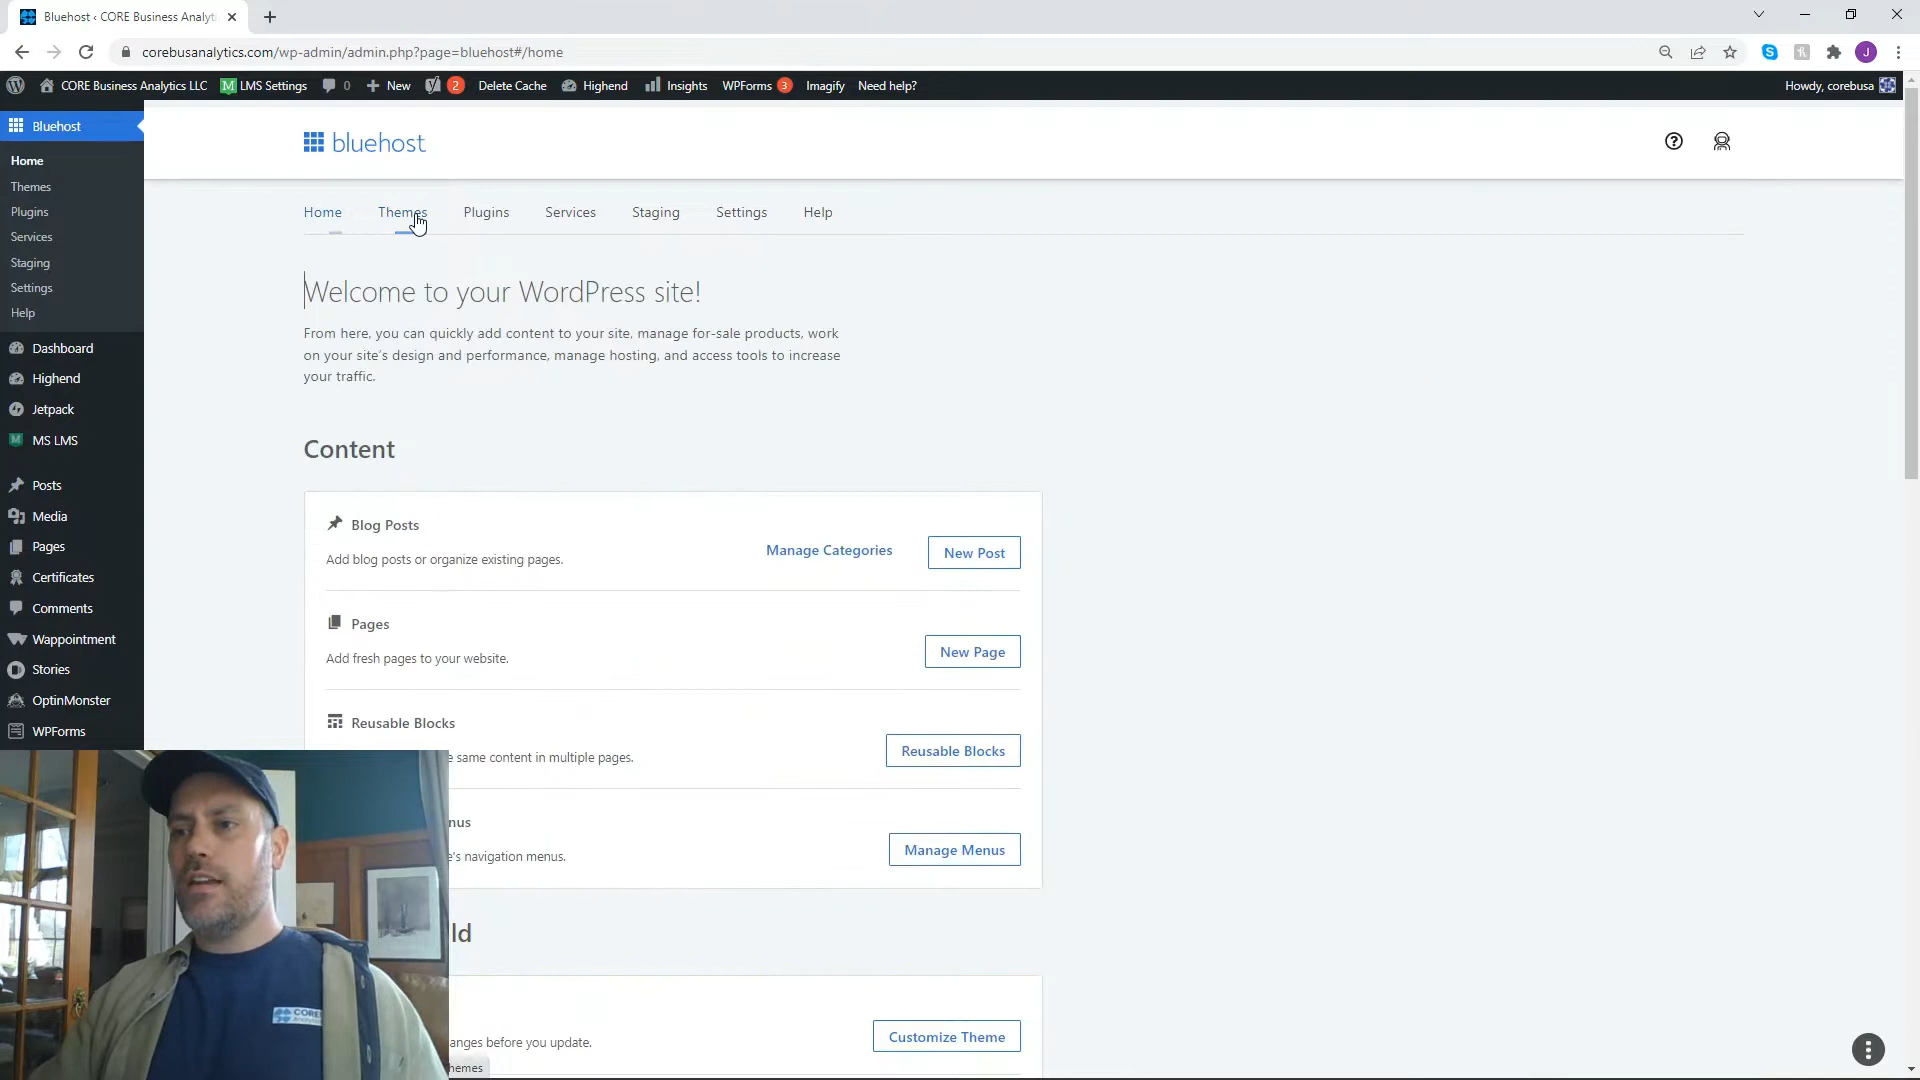 Bluehost ‹ CORE Business Analyti
corebusanalytics.com/wp-admin/admin.php?page=bluehost#/home
J
CORE Business Analytics LLC
LMS Settings
0
New
2
Delete Cache
Highend
Insights
WPForms 3
Imagify
Need help?
Howdy, corebusa
Bluehost
Home
Themes
Plugins
Services
Staging
Settings
Help
Dashboard
Highend
Jetpack
MS LMS
Posts
Media
Pages
Certificates
Comments
Wappointment
Stories
OptinMonster
WPForms
bluehost
Home
Themes
Plugins
Services
Staging
Settings
Help
Welcome to your WordPress site!
From here, you can quickly add content to your site, manage for-sale products, work
on your site's design and performance, manage hosting, and access tools to increase
your traffic.
Content
Blog Posts
Add blog posts or organize existing pages.
Manage Categories
New Post
Pages
Add fresh pages to your website.
New Page
Reusable Blocks
e same content in multiple pages.
Reusable Blocks
nus
e's navigation menus.
Manage Menus
ld
anges before you update.
Customize Theme
hemes
CORE